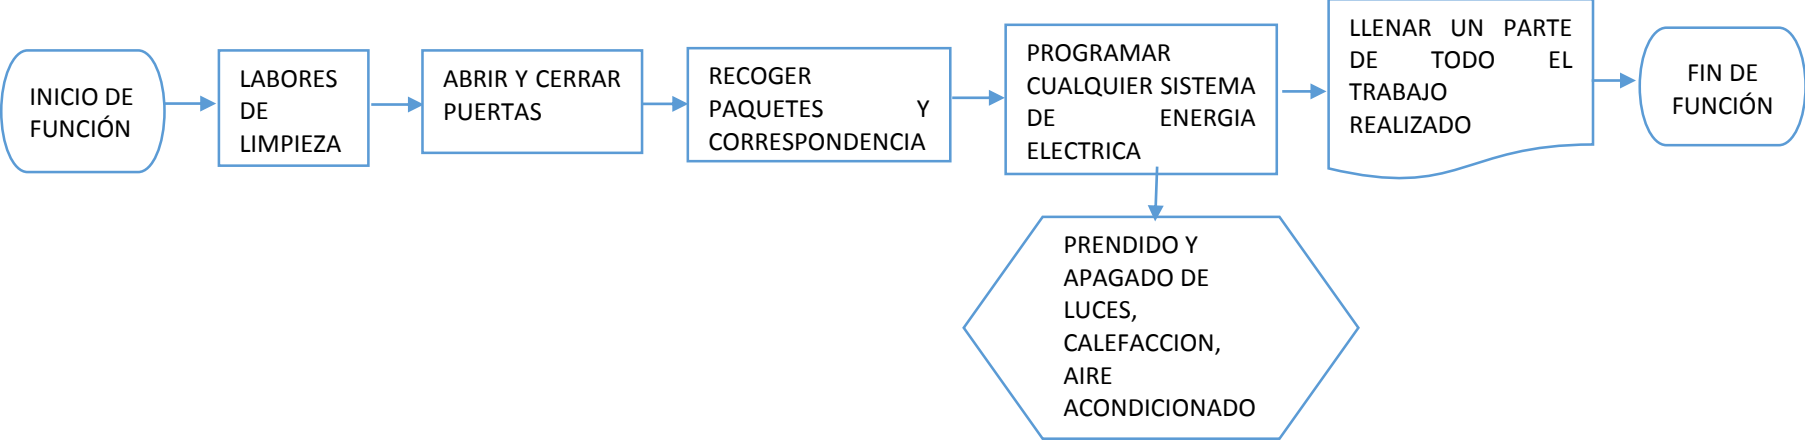 INICIO DE
FUNCIÓN
LABORES
DE
LIMPIEZA
ABRIR Y CERRAR
PUERTAS
RECOGER
PAQUETES Y
CORRESPONDENCIA
PROGRAMAR
CUALQUIER SISTEMA
DE ENERGIA
ELECTRICA
PRENDIDO Y
APAGADO DE
LUCES,
CALEFACCION,
AIRE
ACONDICIONADO
LLENAR UN PARTE
DE TODO EL
TRABAJO
REALIZADO
FIN DE
FUNCIÓN